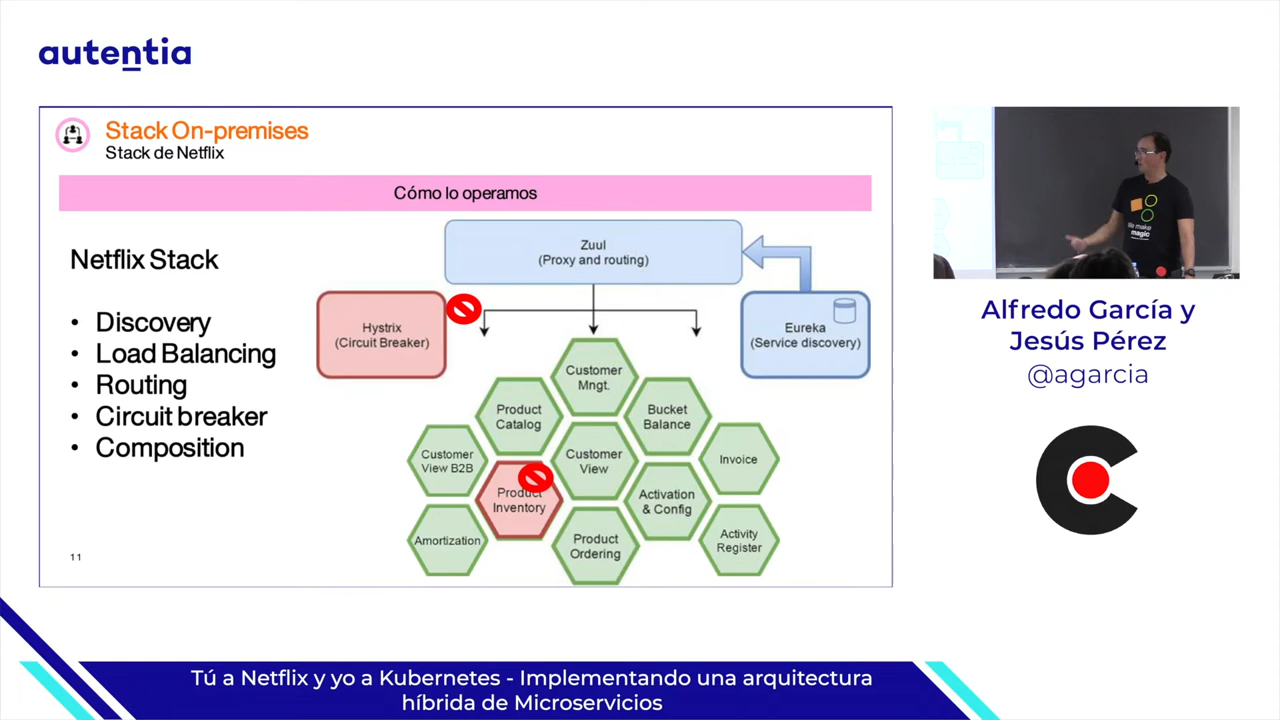 autentia
Stack On-premises
Stack de Netflix
Cómo lo operamos
Netflix Stack
• Discovery
• Load Balancing
• Routing
• Circuit breaker
• Composition
Zuul
(Proxy and routing)
Hystrix
(Circuit Breaker)
Eureka
(Service discovery)
Customer
Mngt.
Product
Catalog
Bucket
Balance
Customer
View B2B
Customer
View
Invoice
Product
Inventory
Activation
& Config
Amortization
Product
Ordering
Activity
Register
11
make
magic
Alfredo García y
Jesús Pérez
@agarcia
Tú a Netflix y yo a Kubernetes - Implementando una arquitectura
híbrida de Microservicios